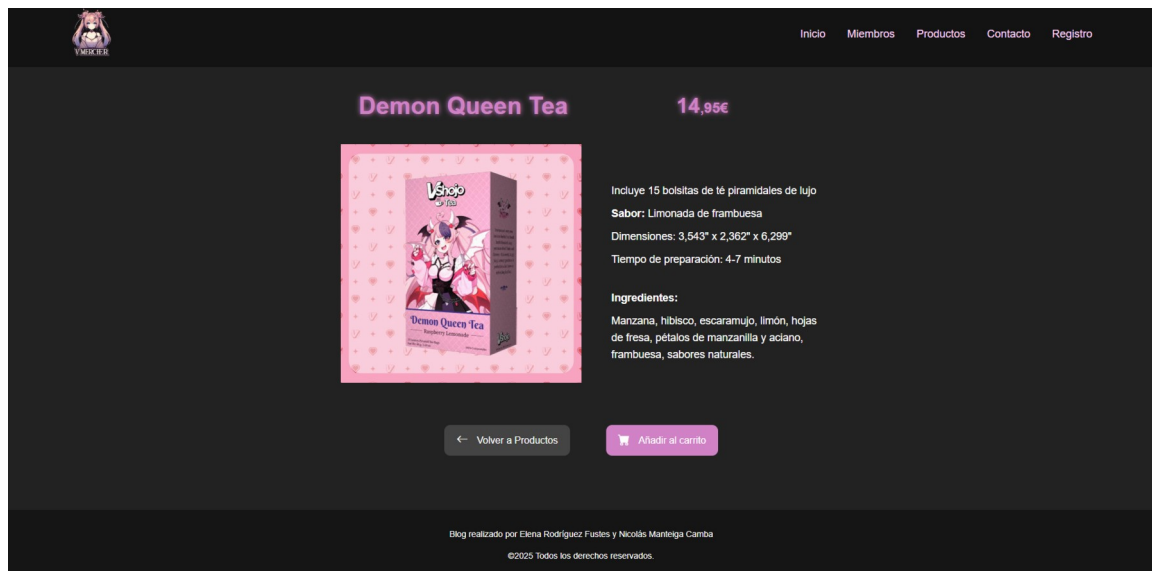 VMERCIER
Inicio Miembros Productos Contacto Registro
Demon Queen Tea
14,95€
Vshojo
Tea
Demon Queen Tea
Raspberry Lemonade
Incluye 15 bolsitas de té piramidales de lujo
Sabor: Limonada de frambuesa
Dimensiones: 3,543" x 2,362" x 6,299"
Tiempo de preparación: 4-7 minutos
Ingredientes:
Manzana, hibisco, escaramujo, limón, hojas
de fresa, pétalos de manzanilla y aciano,
frambuesa, sabores naturales.
Volver a Productos
Añadir al carrito
Blog realizado por Elena Rodríguez Fustes y Nicolás Manteiga Camba
©2025 Todos los derechos reservados.